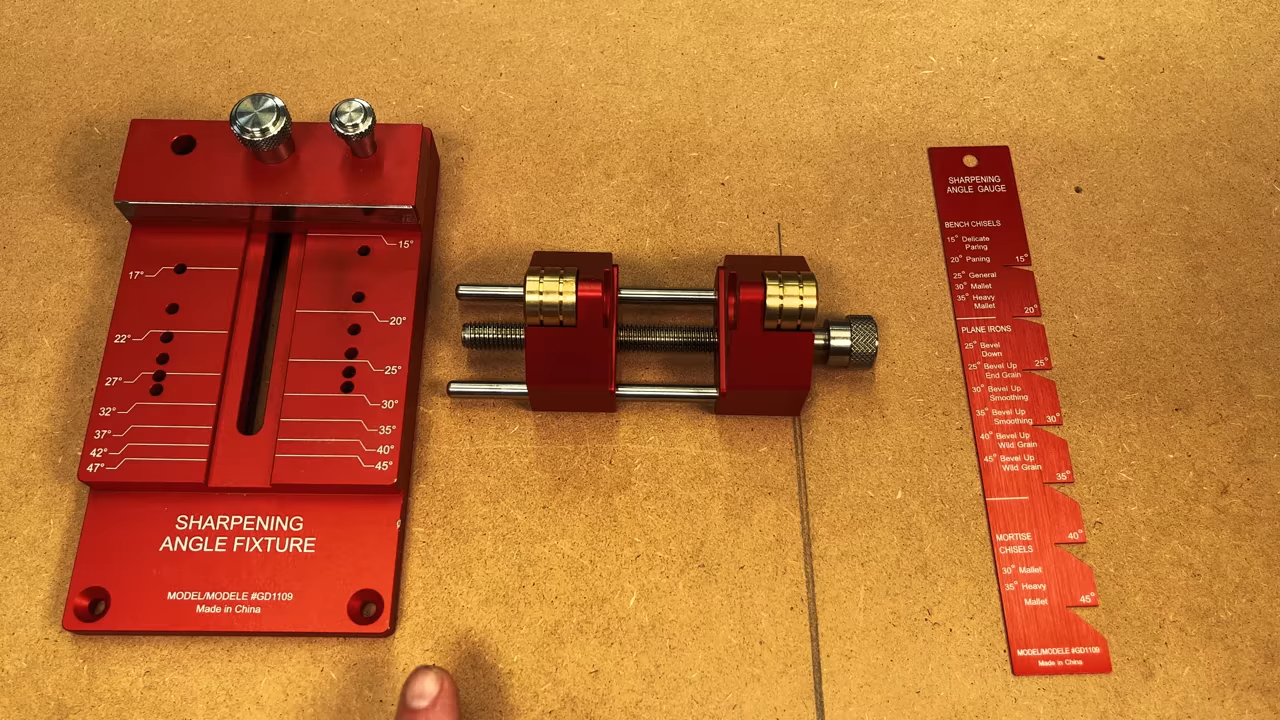 15°
17°
20°
22°
25°
27°
30°
32°
35°
37°
40°
42°
45°
47°
SHARPENING
ANGLE FIXTURE
MODEL/MODELE #GD1109
Made in China
SHARPENING
ANGLE GAUGE
BENCH CHISELS
15° Delicate
Paring
20° Paning
15°
25° General
30° Mallet
35° Heavy
Mallet
20°
PLANE IRONS
25° Bevel
Down
25°
25° Bevel Up
End Grain
30° Bevel Up
Smoothing
35° Bevel Up
Smoothing
30°
40° Bevel Up
Wild Grain
45° Bevel Up
Wild Grain
35°
MORTISE
CHISELS
40°
30° Mallet
35° Heavy
Mallet
45°
MODEL/MODELE #GD1109
Made in China